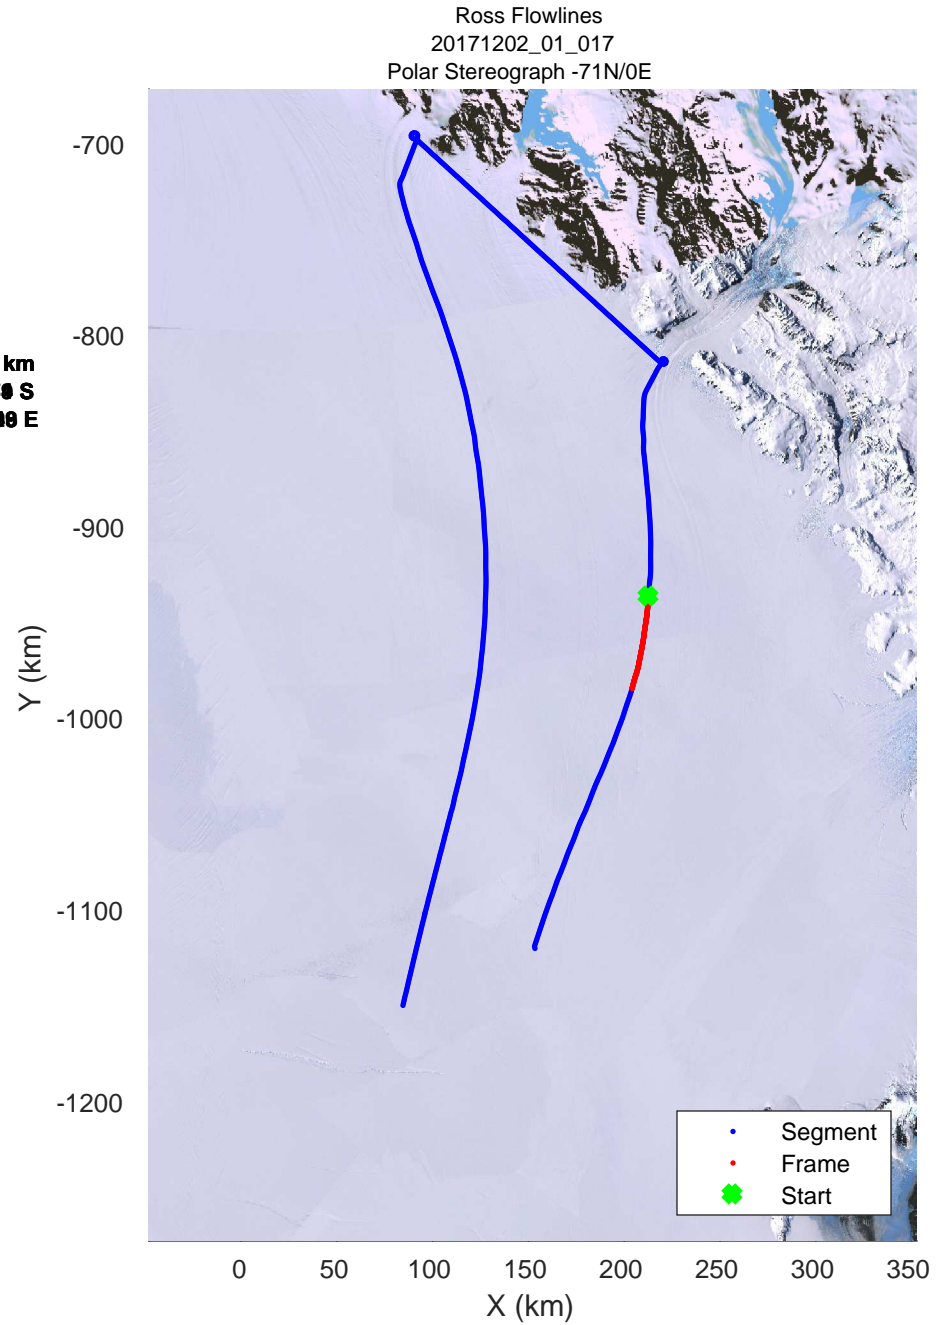 Ross Flowlines
20171202_01_017
Polar Stereograph -71N/0E
-700
-800
km
S
E
-900
Y (km)
-1000
-1100
-1200
Segment
Frame
Start
0 50 100 150 200 250 300 350
X (km)